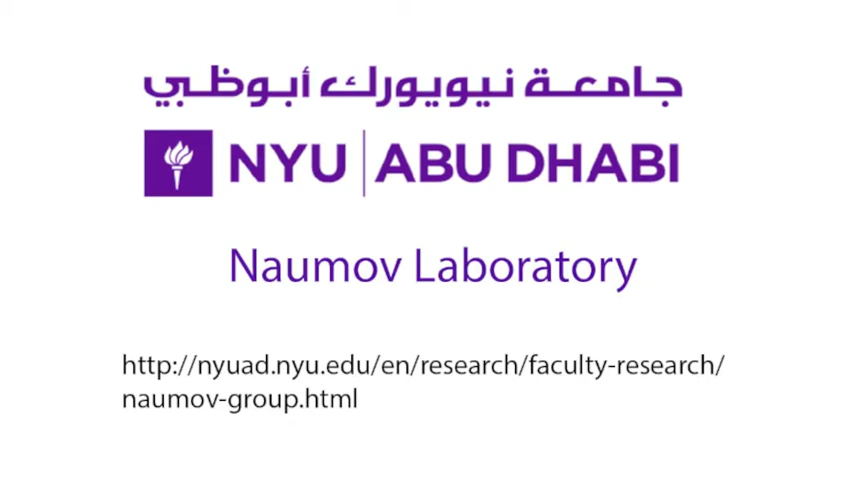 جامعة نيويورك أبوظبي
NYU ABU DHABI
Naumov Laboratory
http://nyuad.nyu.edu/en/research/faculty-research/
naumov-group.html